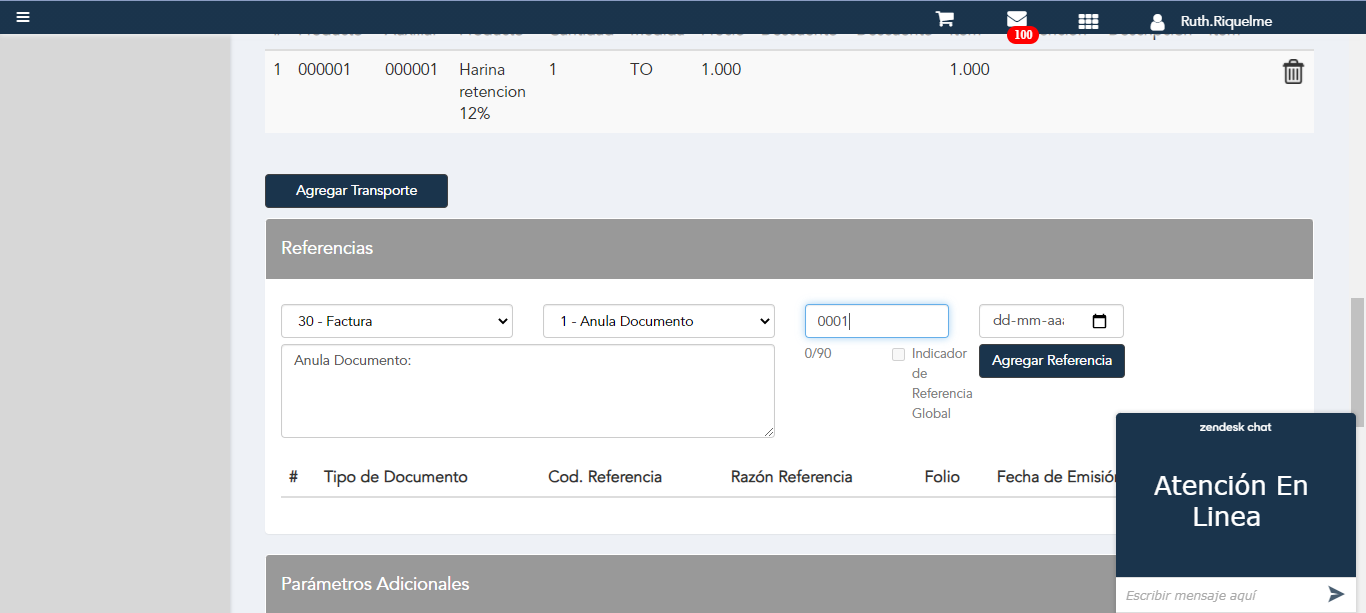 Ruth.Riquelme
100
1 000001 000001 Harina 1 TO 1.000 1.000
retencion
12%
Agregar Transporte
Referencias
30 - Factura 1 - Anula Documento 0001 dd-mm-aaa
Anula Documento:
0/90 Indicador Agregar Referencia
de
Referencia
Global
# Tipo de Documento Cod. Referencia Razón Referencia Folio Fecha de Emisión
Parámetros Adicionales
zendesk chat
Atención En
Linea
Escribir mensaje aquí